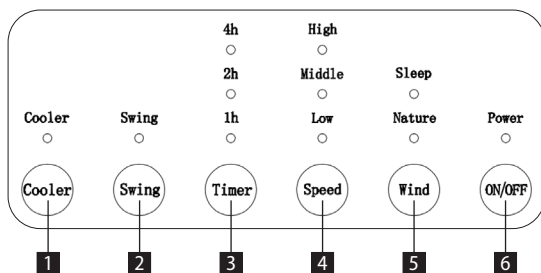 4h High
2h Middle Sleep
Cooler Swing 1h Low Nature Power
Cooler Swing Timer Speed Wind ON/OFF
1 2 3 4 5 6